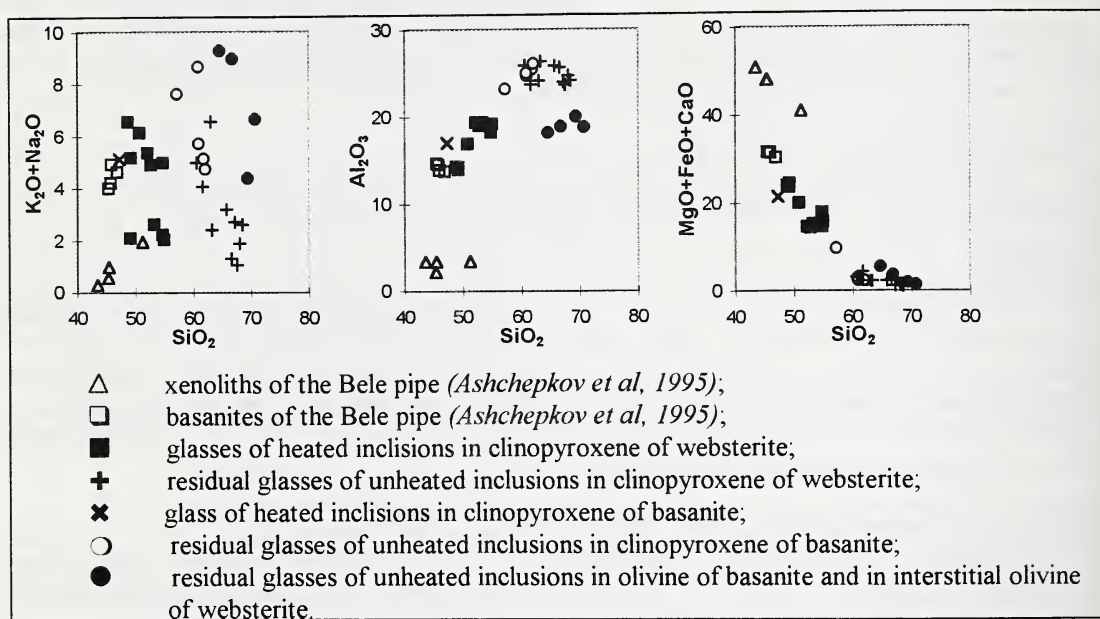 10
8
6
4
2
0
K₂O+Na₂O
40 50 60 70 80
SiO₂
30
20
10
0
Al₂O₃
40 50 60 70 80
SiO₂
60
40
20
0
MgO+FeO+CaO
40 50 60 70 80
SiO₂
xenoliths of the Bele pipe (Ashchepkov et al, 1995);
basanites of the Bele pipe (Ashchepkov et al, 1995);
glasses of heated inclisions in clinopyroxene of websterite;
residual glasses of unheated inclusions in clinopyroxene of websterite;
glass of heated inclisions in clinopyroxene of basanite;
residual glasses of unheated inclusions in clinopyroxene of basanite;
residual glasses of unheated inclusions in olivine of basanite and in interstitial olivine
of websterite.